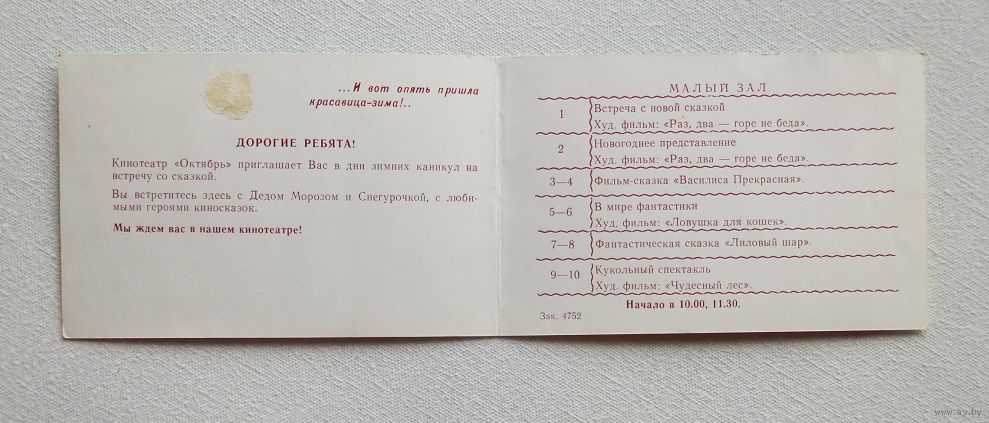 ...И вот опять пришла
красавица-зима!..
ДОРОГИЕ РЕБЯТА!
Кинотеатр «Октябрь» приглашает Вас в дни зимних каникул на
встречу со сказкой.
Вы встретитесь здесь с Дедом Морозом и Снегурочкой, с люби-
мыми героями киносказок.
Мы ждем вас в нашем кинотеатре!
МАЛЫЙ ЗАЛ
1 Встреча с новой сказкой
Худ. фильм: «Раз, два — горе не беда».
2 Новогоднее представление
Худ. фильм: «Раз, два — горе не беда».
3—4 Фильм-сказка «Василиса Прекрасная».
5—6 В мире фантастики
Худ. фильм: «Ловушка для кошек».
7—8 Фантастическая сказка «Лиловый шар».
9—10 Кукольный спектакль
Худ. фильм: «Чудесный лес».
Начало в 10.00, 11.30.
Зак. 4752
www.ay.by